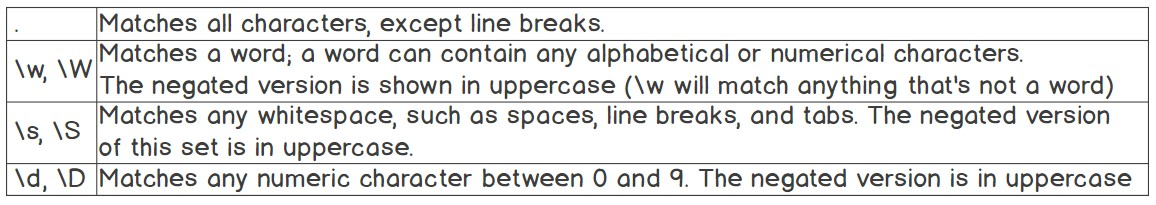 . Matches all characters, except line breaks.
\w, \W Matches a word; a word can contain any alphabetical or numerical characters.
The negated version is shown in uppercase (\w will match anything that's not a word)
\s, \S Matches any whitespace, such as spaces, line breaks, and tabs. The negated version
of this set is in uppercase.
\d, \D Matches any numeric character between 0 and 9. The negated version is in uppercase